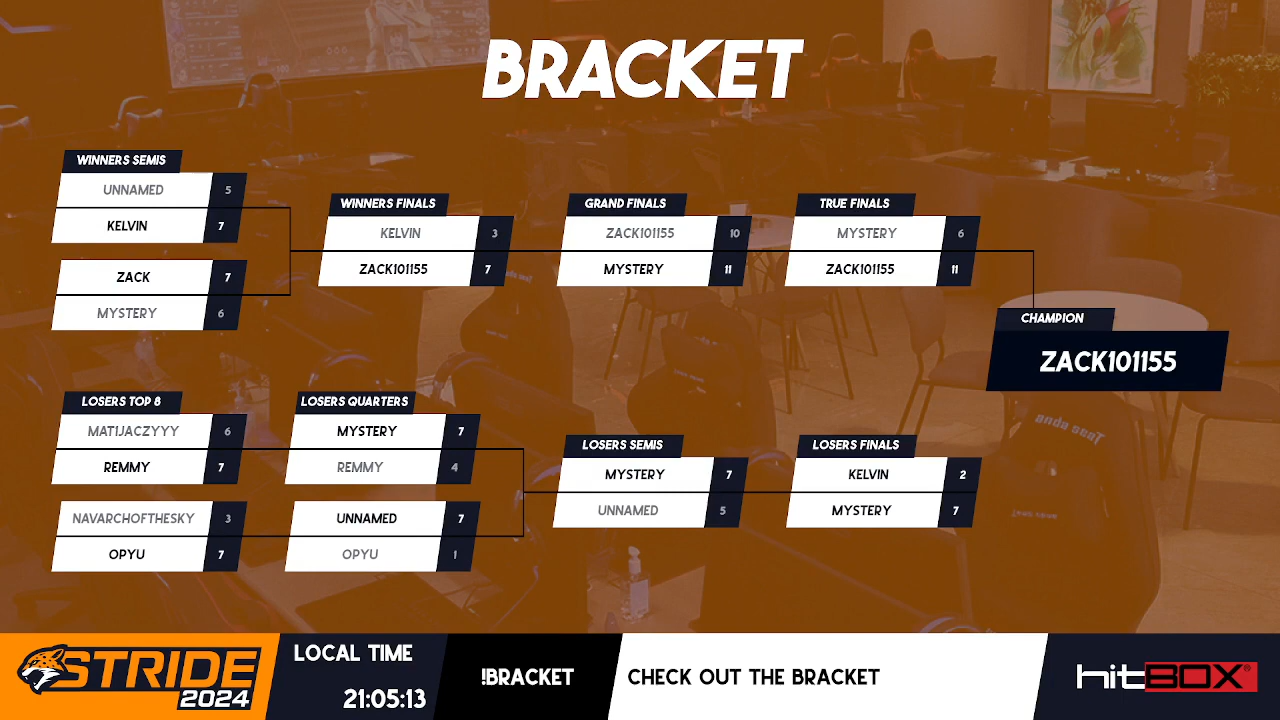 BRACKET
WINNERS SEMIS
UNNAMED 5
KELVIN 7
ZACK 7
MYSTERY 6
WINNERS FINALS
KELVIN 3
ZACK101155 7
GRAND FINALS
ZACK101155 10
MYSTERY 11
TRUE FINALS
MYSTERY 6
ZACK101155 11
CHAMPION
ZACK101155
LOSERS TOP 8
MATIJACZYYY 6
REMMY 7
NAVARCHOFTHESKY 3
OPYU 7
LOSERS QUARTERS
MYSTERY 7
REMMY 4
UNNAMED 7
OPYU 1
LOSERS SEMIS
MYSTERY 7
UNNAMED 5
LOSERS FINALS
KELVIN 2
MYSTERY 7
anda seaT
STRIDE
2024
LOCAL TIME
21:05:13
!BRACKET
CHECK OUT THE BRACKET
hitBOX®